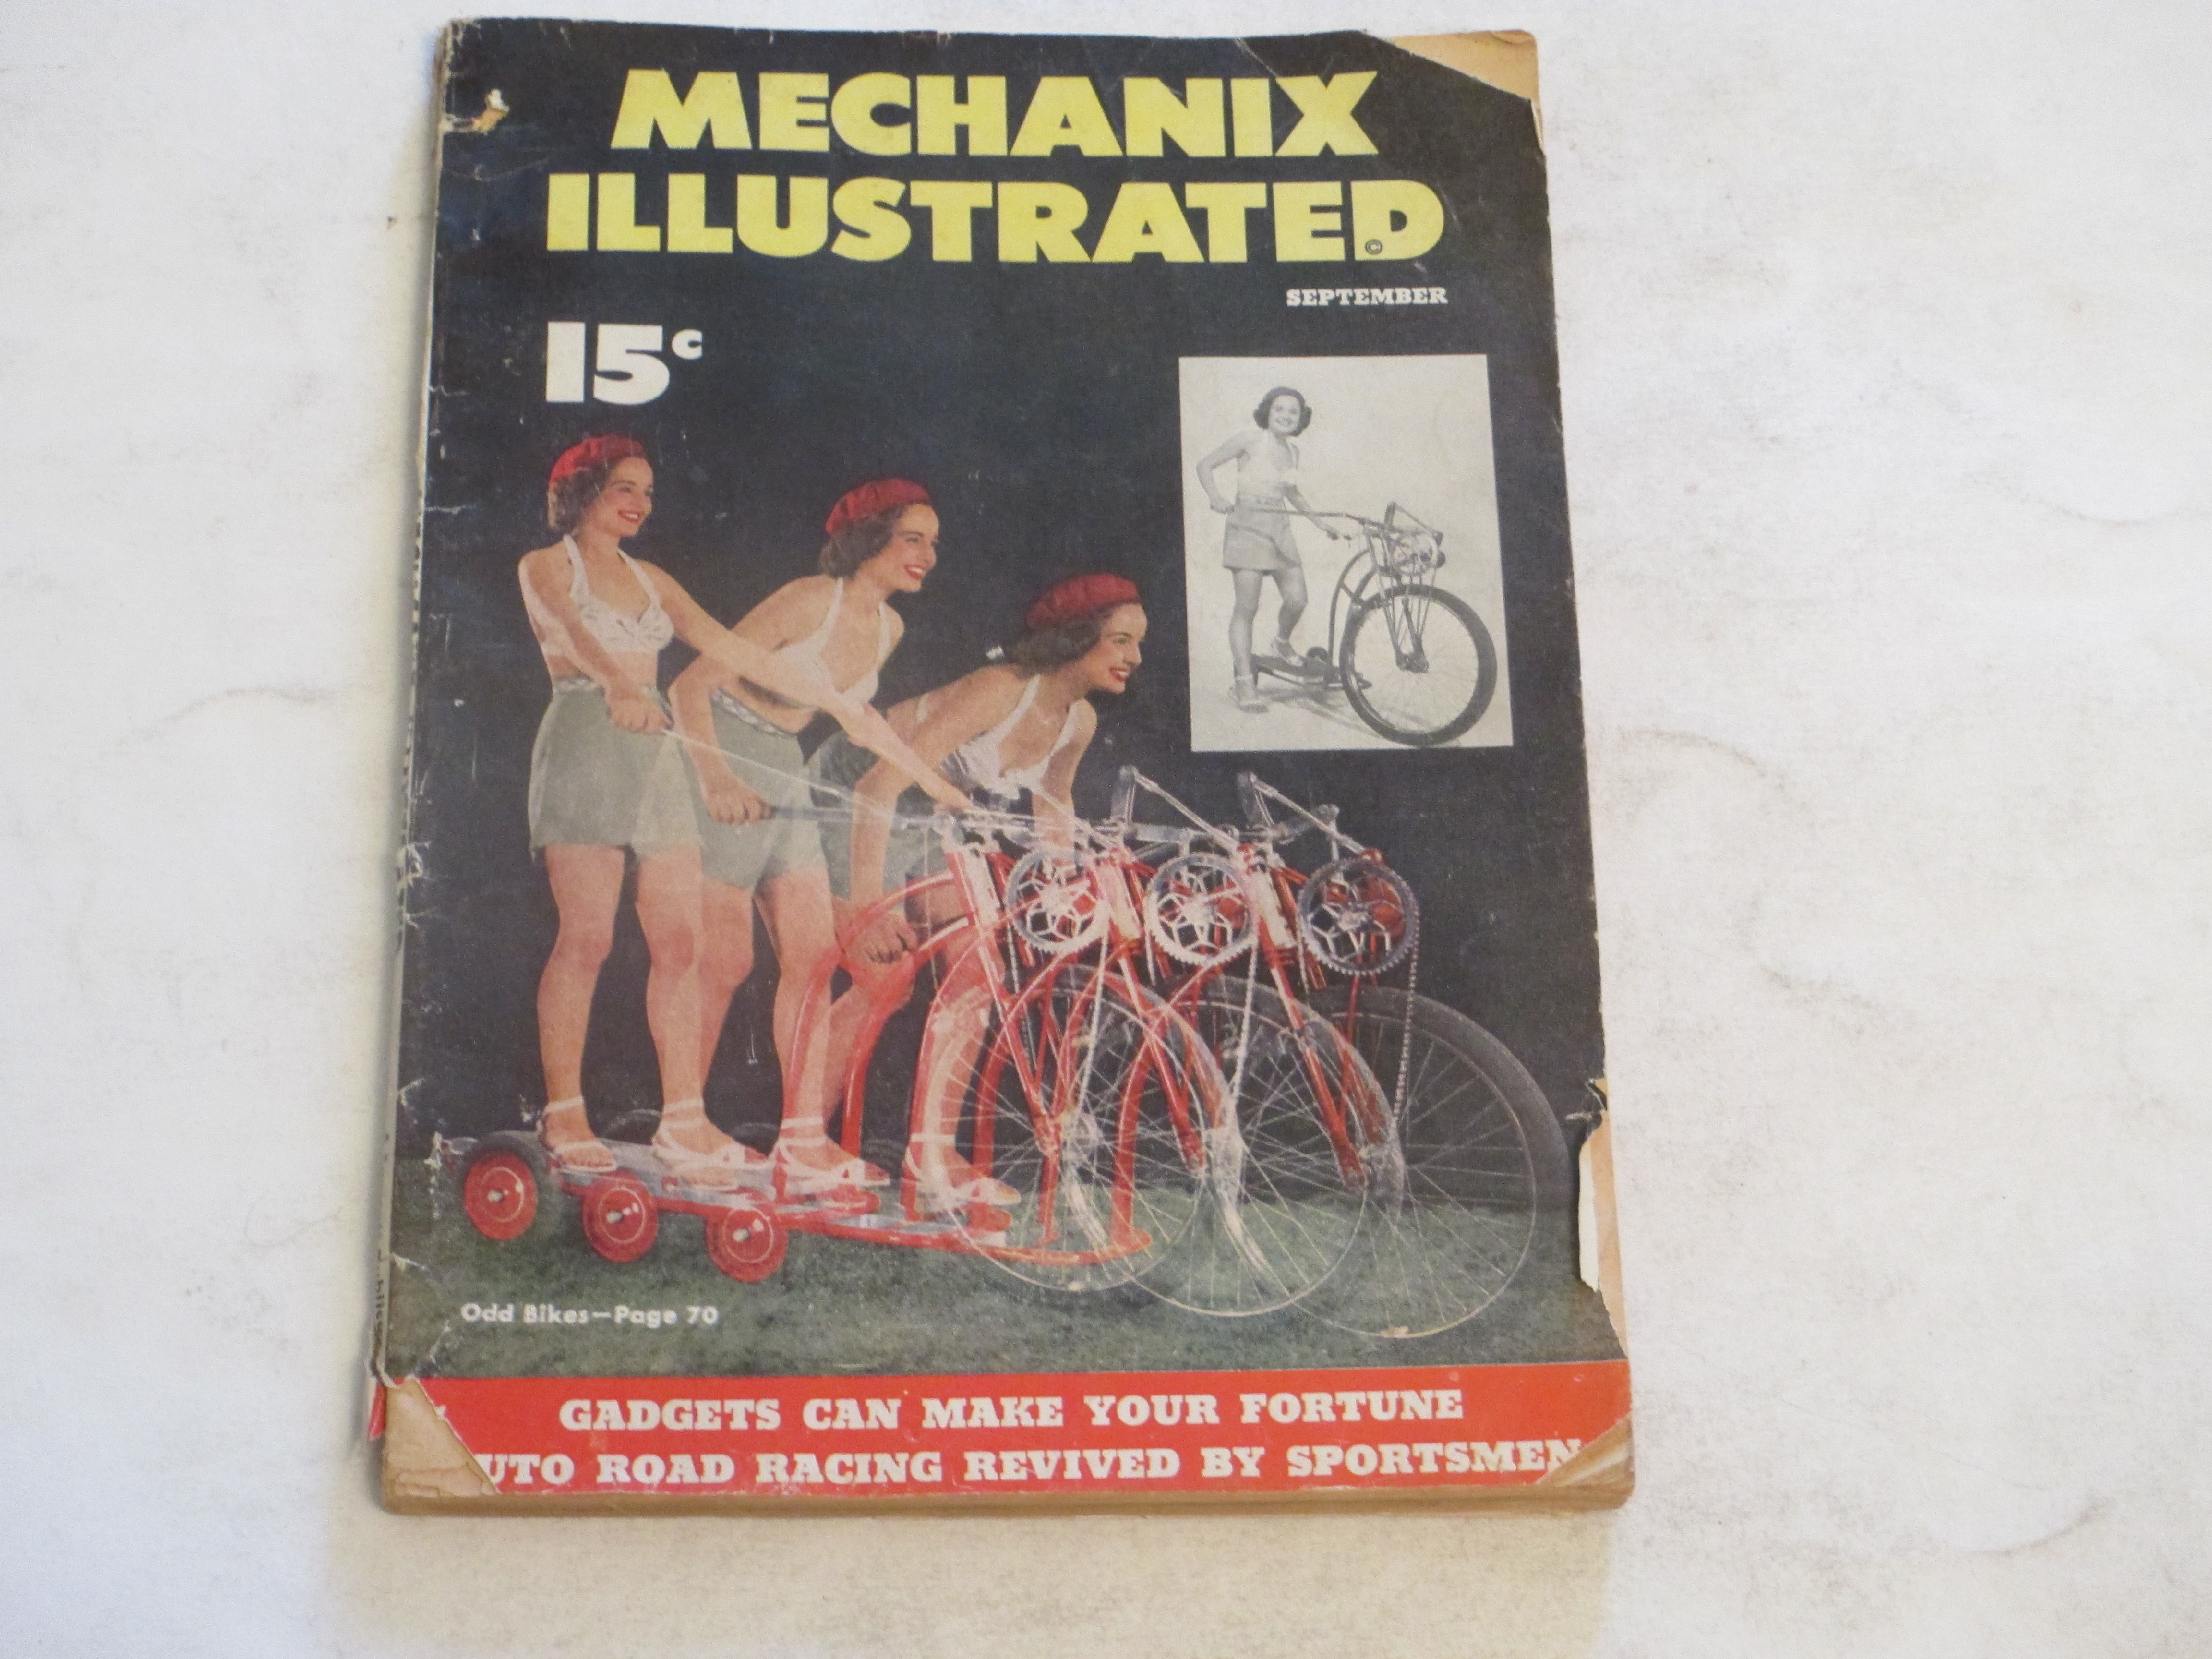 MECHANIX
ILLUSTRATED
©
SEPTEMBER
15c
Odd Bikes—Page 70
GADGETS CAN MAKE YOUR FORTUNE
UTO ROAD RACING REVIVED BY SPORTSMEN